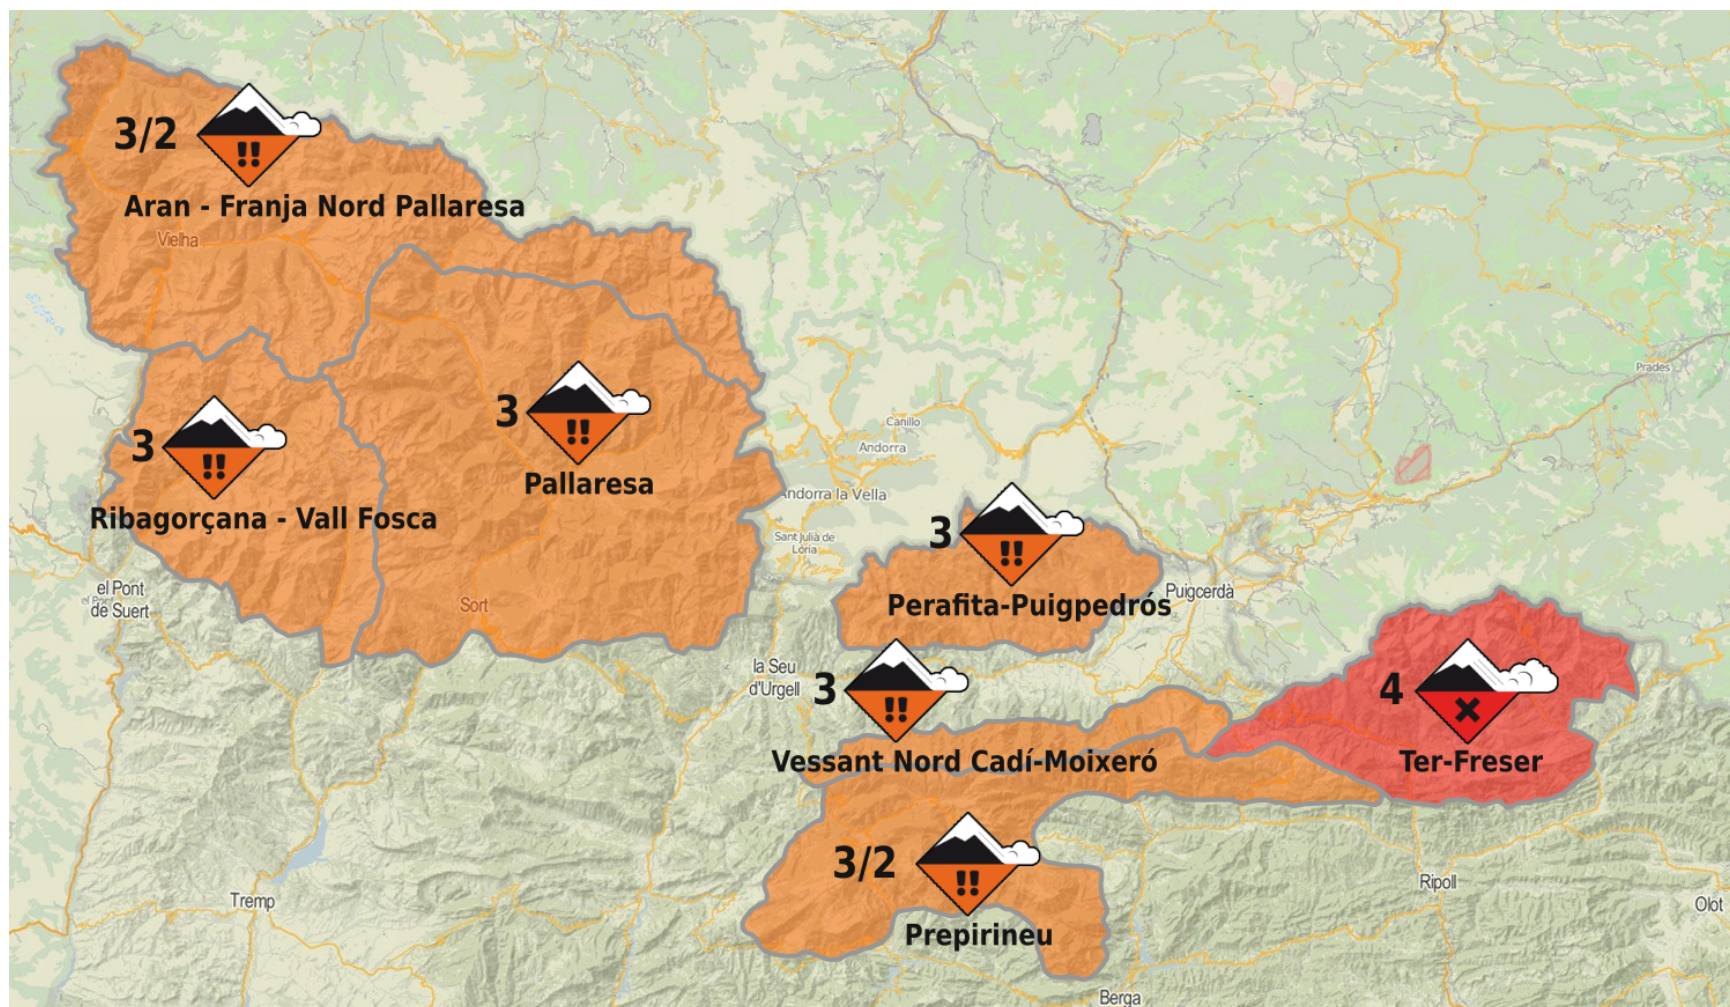 3/2
!!
Aran - Franja Nord Pallaresa
Vielha
3
!!
Pallaresa
3
!!
Ribagorçana - Vall Fosca
Prades
Canillo
Andorra
Andorra la Vella
Sant Julià de
Lòria
3
!!
Perafita-Puigpedrós
Puigcerdà
el Pont
de Suert
Sort
la Seu
d'Urgell
3
!!
Vessant Nord Cadí-Moixeró
4
Ter-Freser
3/2
!!
Prepirineu
Tremp
Ripoll
Olot
Berga